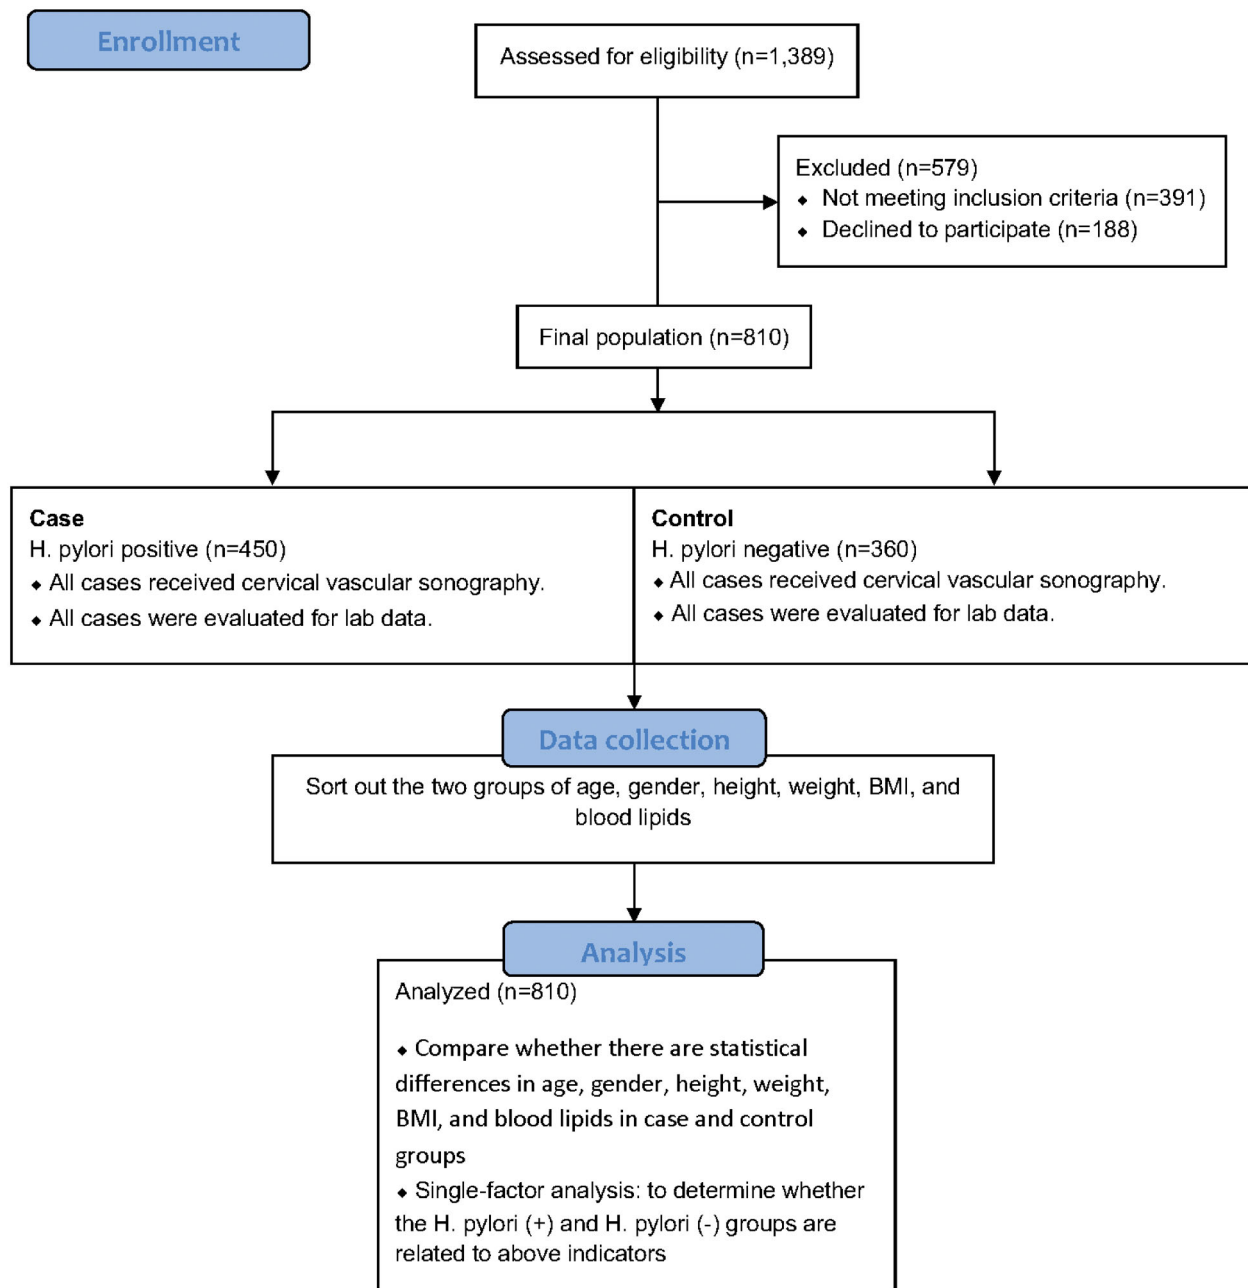 Enrollment
Assessed for eligibility (n=1,389)
Excluded (n=579)
⬥ Not meeting inclusion criteria (n=391)
⬥ Declined to participate (n=188)
Final population (n=810)
Case
H. pylori positive (n=450)
⬥ All cases received cervical vascular sonography.
⬥ All cases were evaluated for lab data.
Control
H. pylori negative (n=360)
⬥ All cases received cervical vascular sonography.
⬥ All cases were evaluated for lab data.
Data collection
Sort out the two groups of age, gender, height, weight, BMI, and
blood lipids
Analysis
Analyzed (n=810)
⬥ Compare whether there are statistical
differences in age, gender, height, weight,
BMI, and blood lipids in case and control
groups
⬥ Single-factor analysis: to determine whether
the H. pylori (+) and H. pylori (-) groups are
related to above indicators